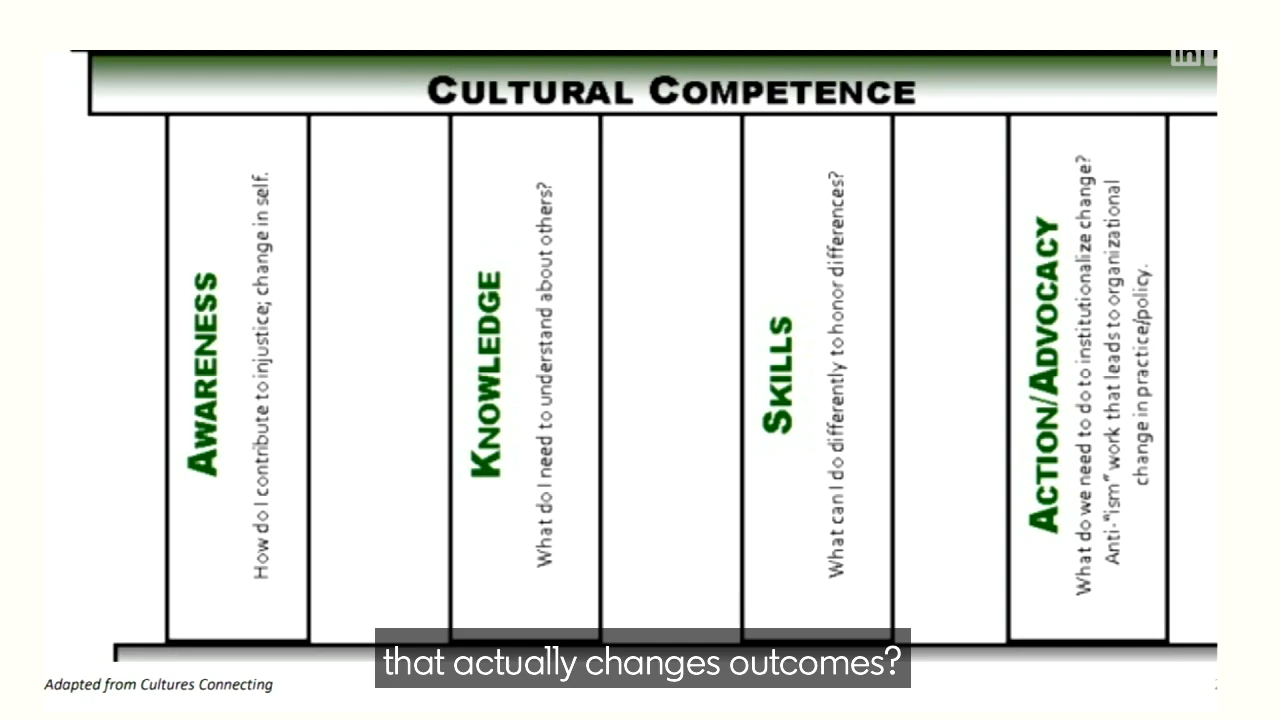 in
CULTURAL COMPETENCE
AWARENESS
How do I contribute to injustice; change in self.
KNOWLEDGE
What do I need to understand about others?
SKILLS
What can I do differently to honor differences?
ACTION/ADVOCACY
What do we need to do to institutionalize change?
Anti-“ism” work that leads to organizational
change in practice/policy.
that actually changes outcomes?
Adapted from Cultures Connecting